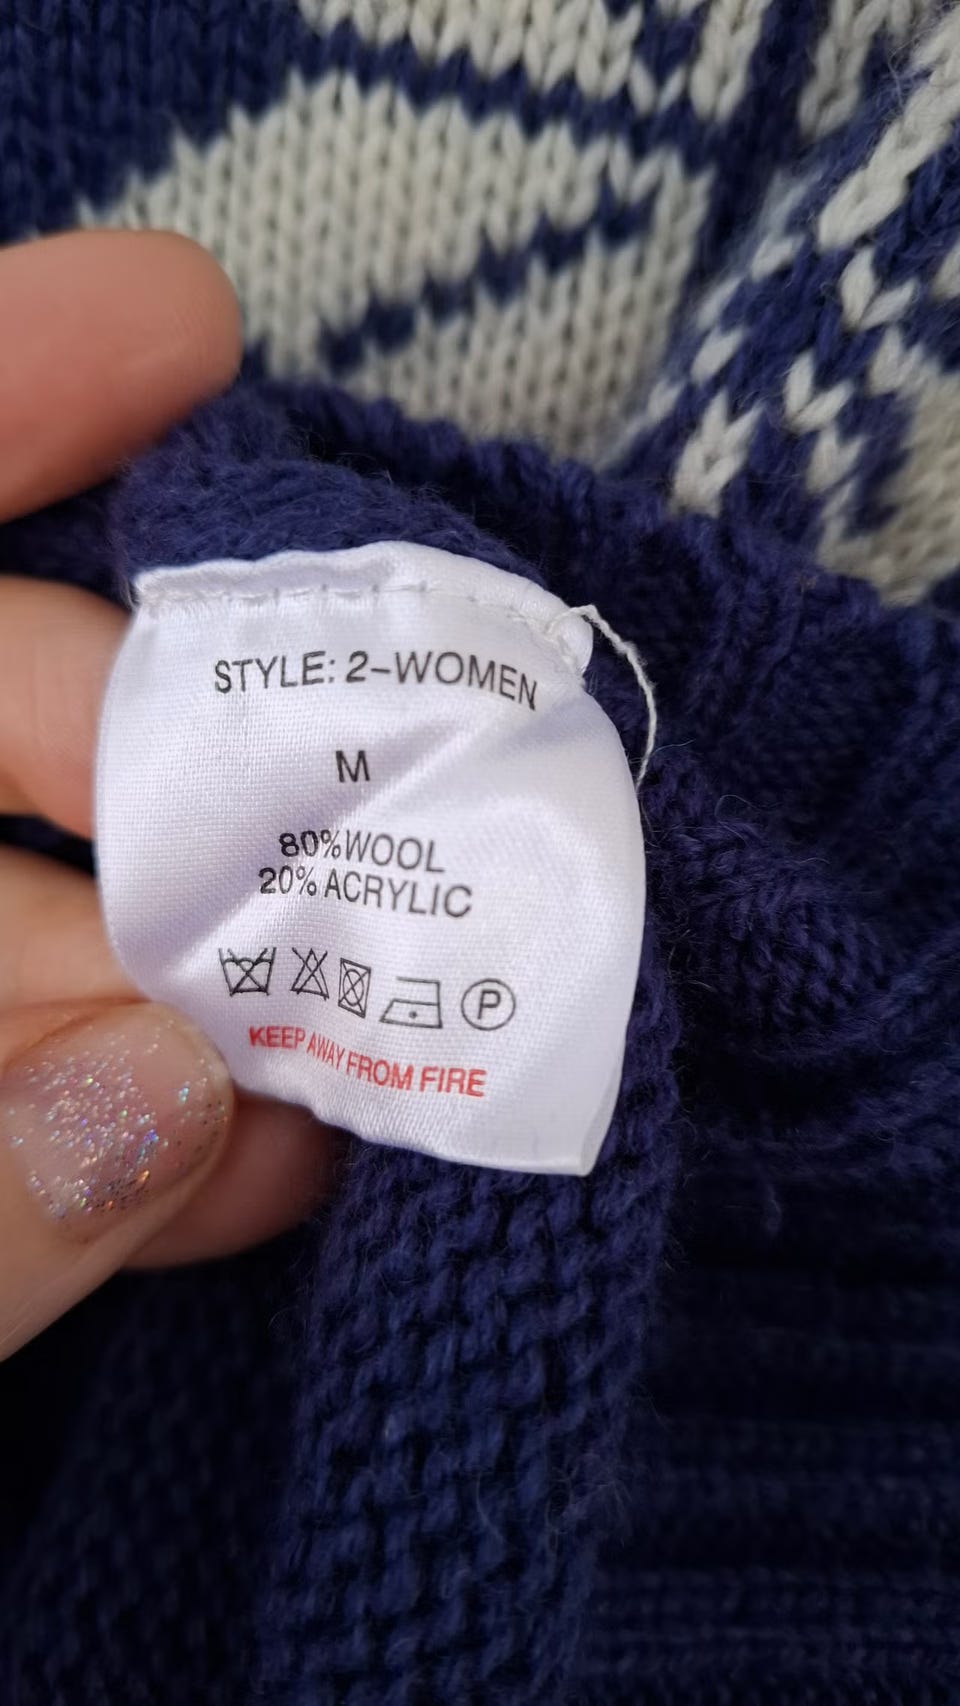 STYLE: 2-WOMEN
M
80%WOOL
20% ACRYLIC
P
KEEP AWAY FROM FIRE